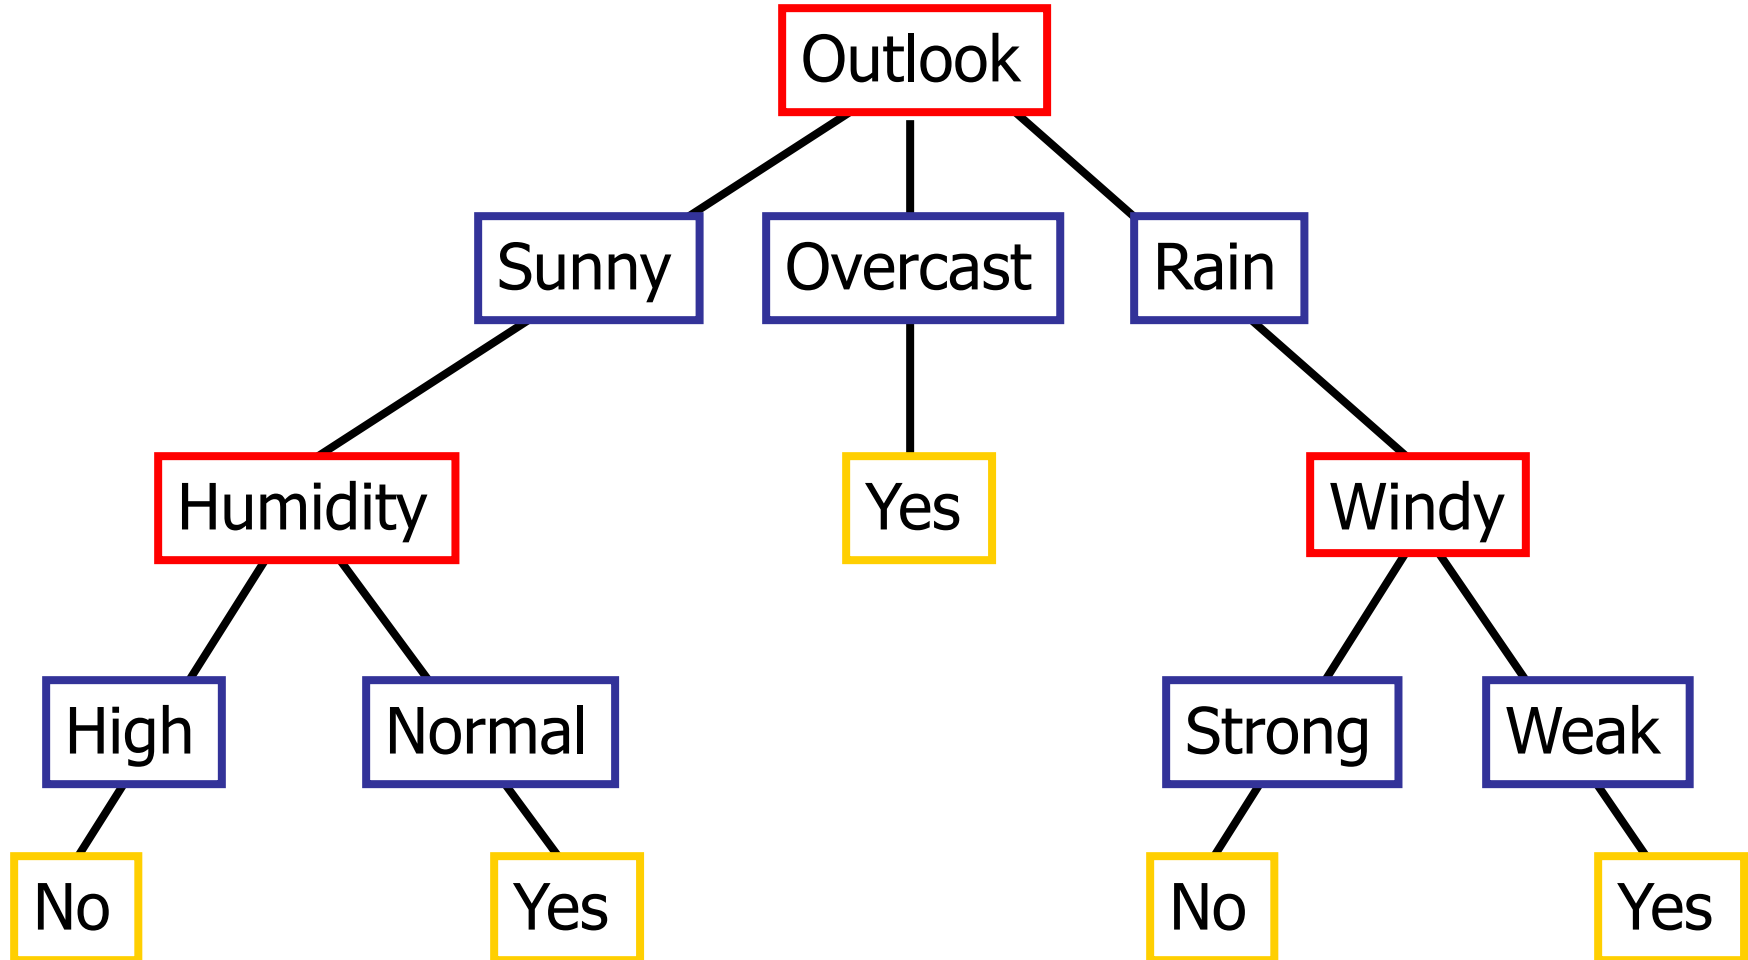 Outlook
Sunny
Overcast
Rain
Humidity
Yes
Windy
High
Normal
Strong
Weak
No
Yes
No
Yes